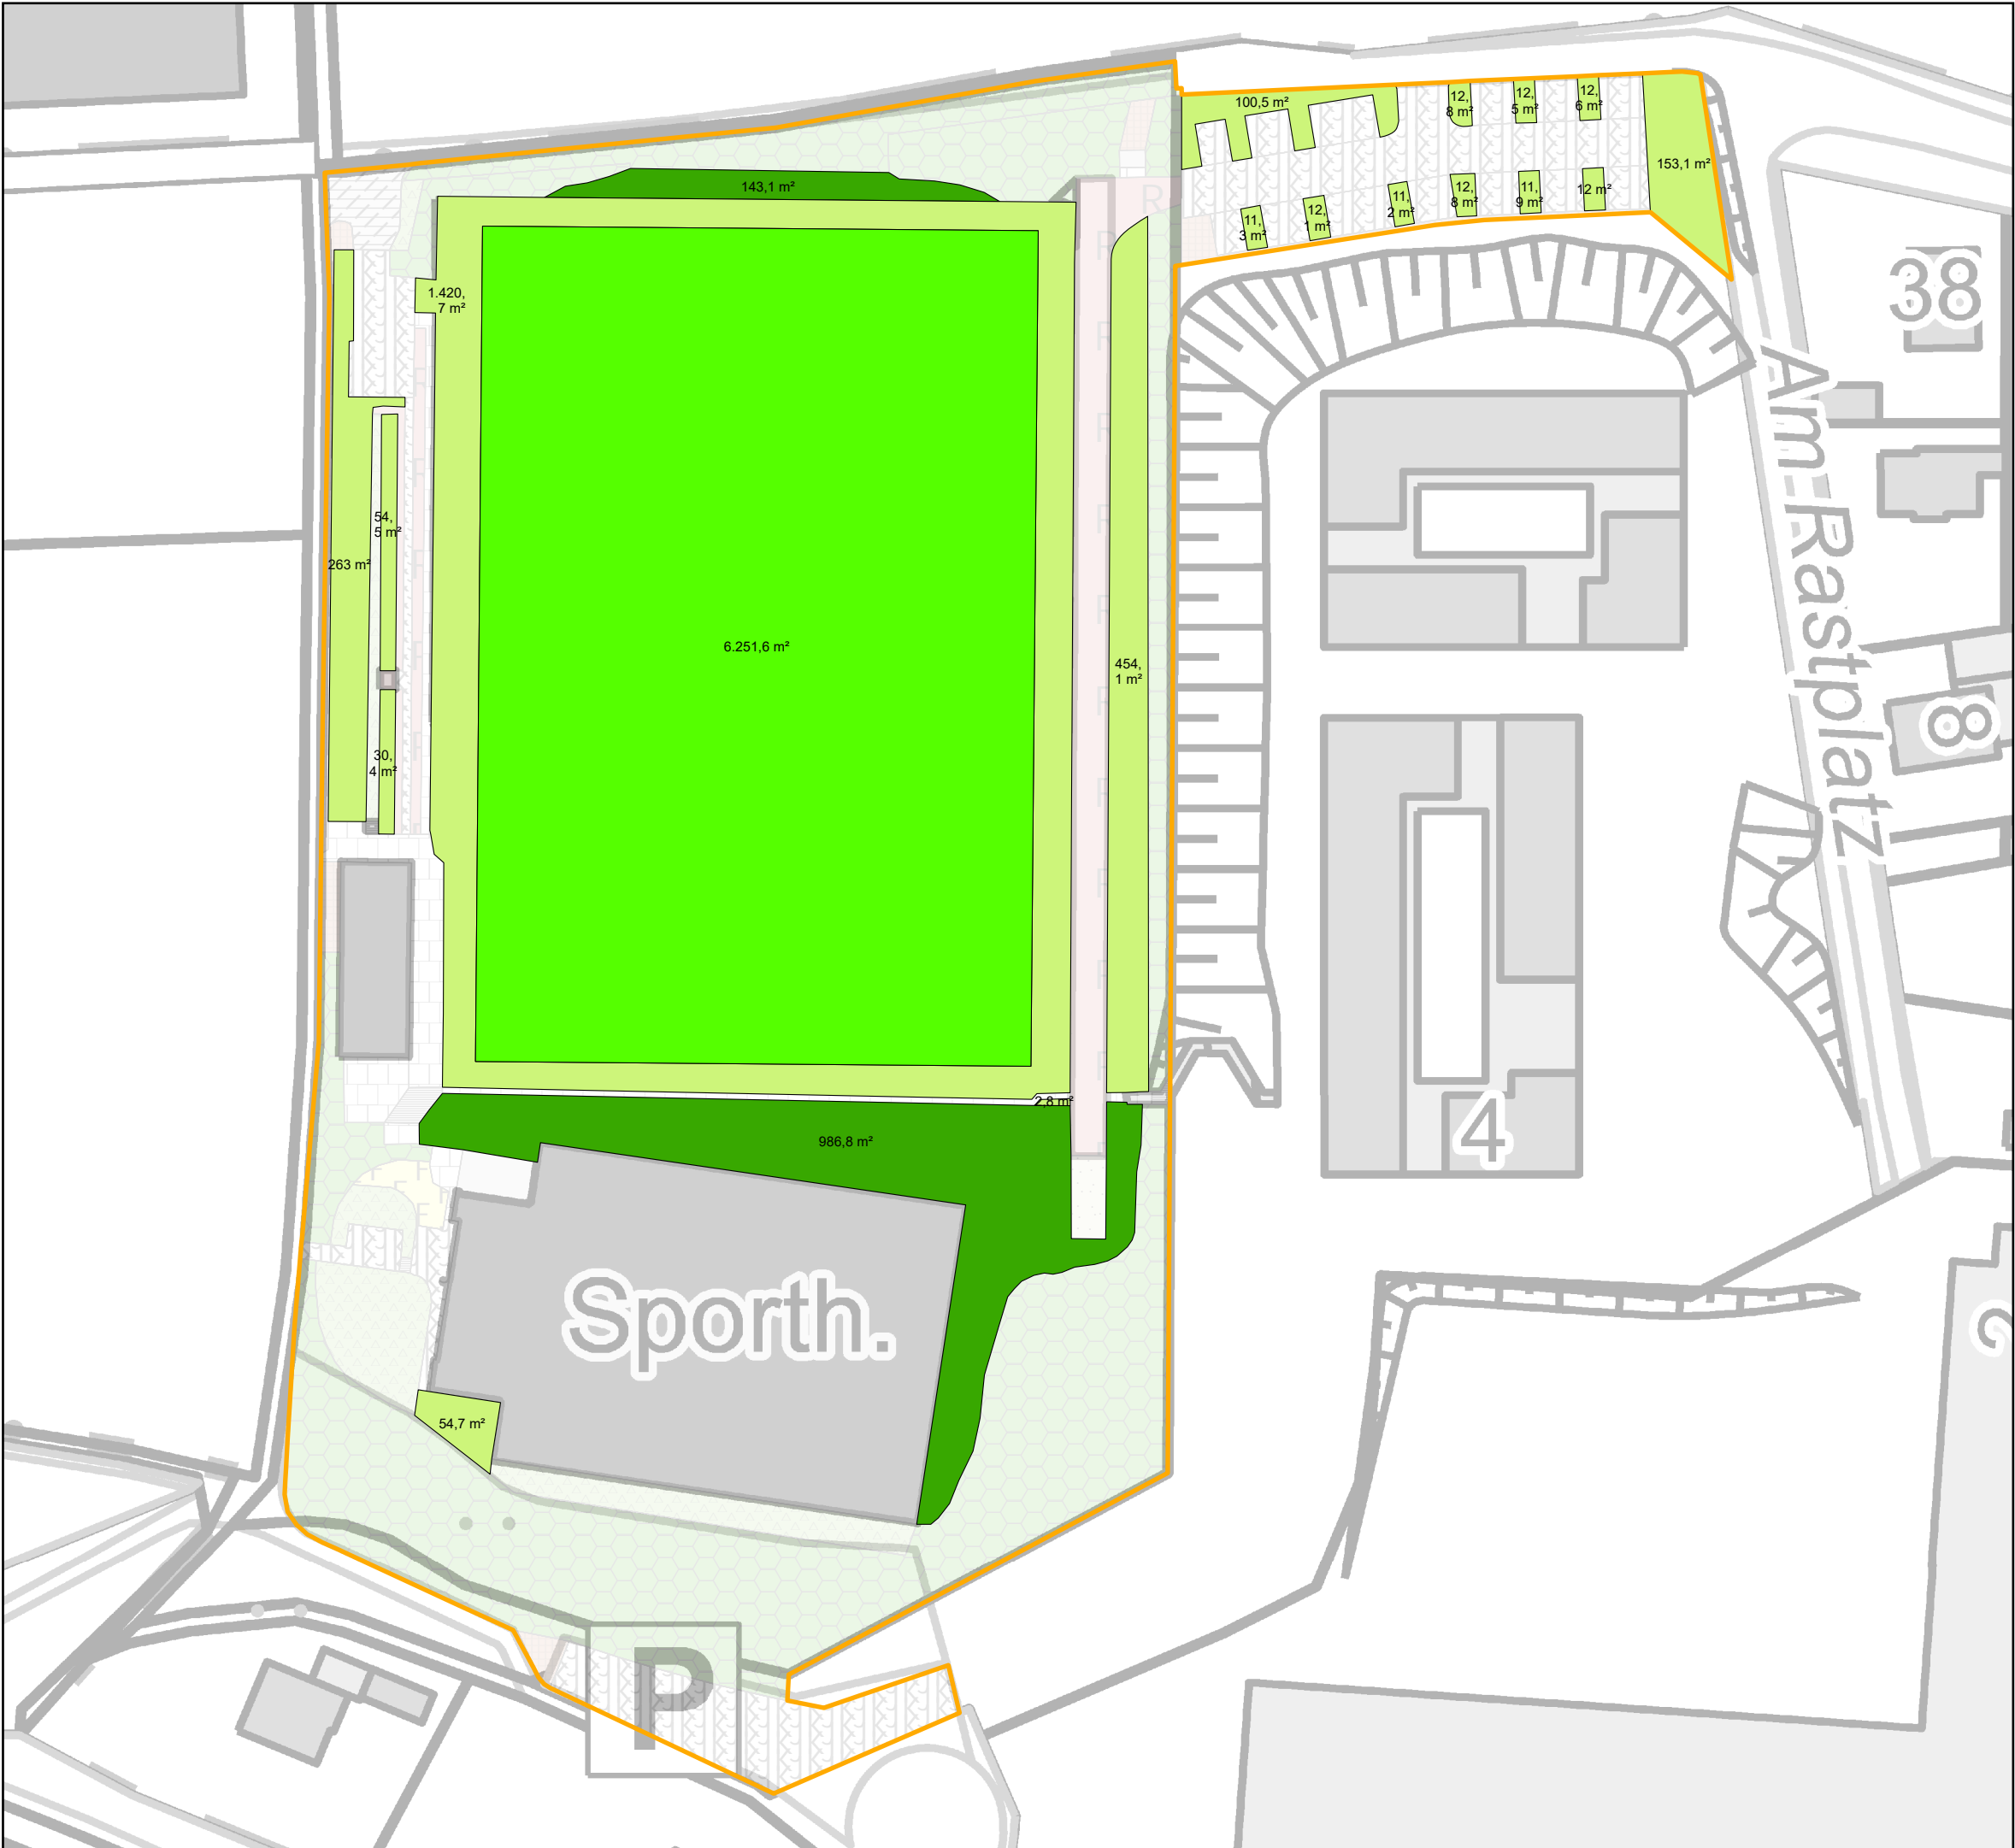 100,5 m²
12,
8 m²
12,
5 m²
12,
6 m²
153,1 m²
143,1 m²
11,
3 m²
12,
1 m²
11,
2 m²
12,
8 m²
11,
9 m²
12 m²
R
R
R
R
R
R
R
38
1.420,
7 m²
Am Rastplatz
54,
5 m²
263 m²
6.251,6 m²
454,
1 m²
8
30,
4 m²
2,8 m²
986,8 m²
4
Sporth.
54,7 m²
P